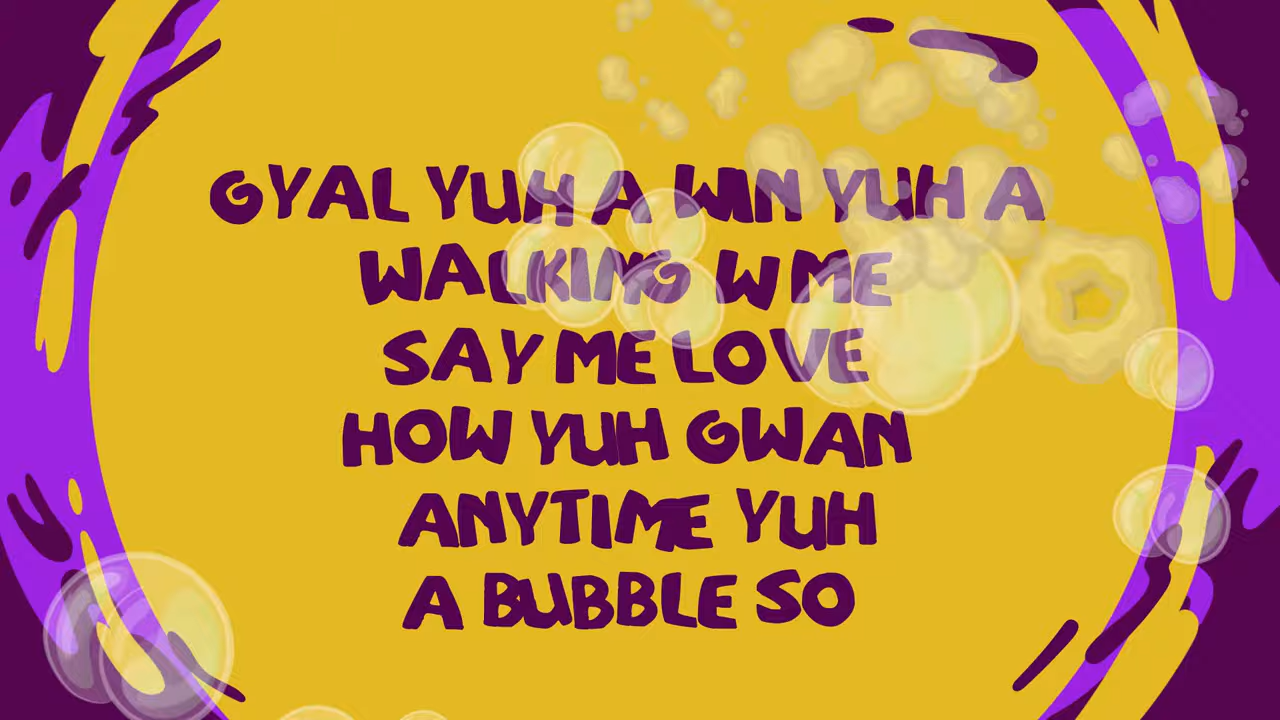 GYAL YUH A WIN YUH A
WALKING W ME
SAY ME LOVE
HOW YUH GWAN
ANYTIME YUH
A BUBBLE SO